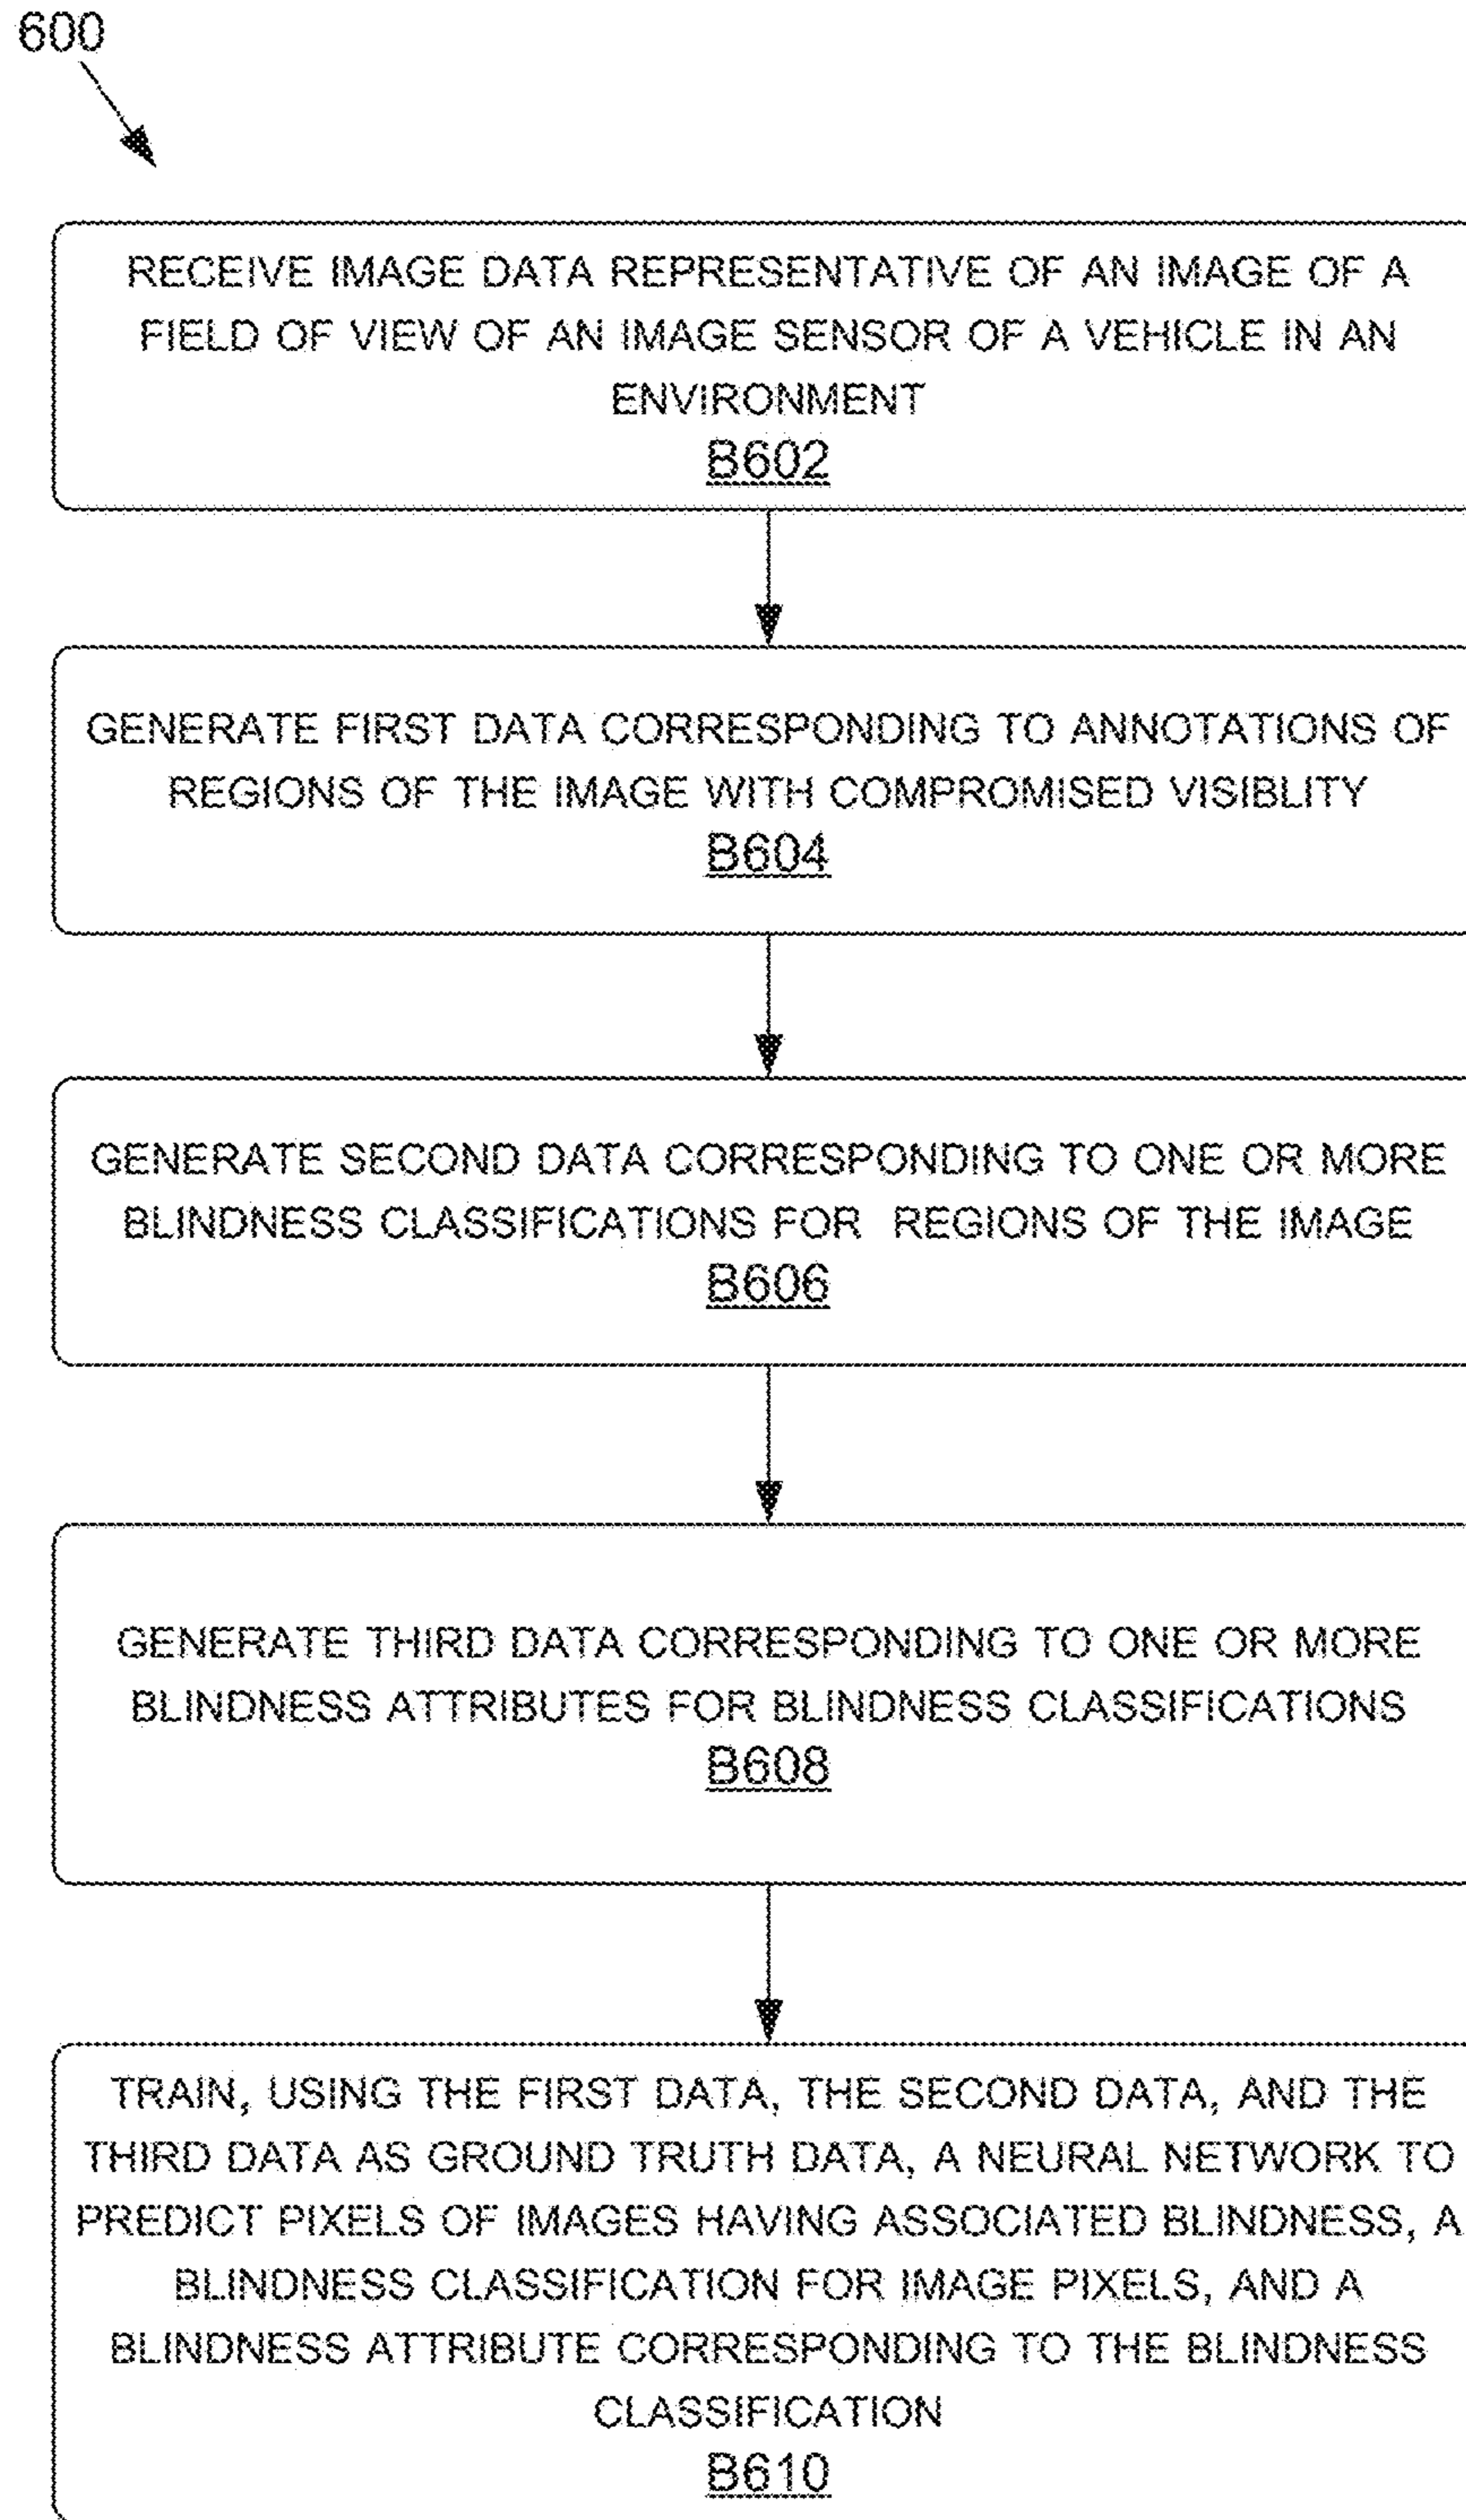 600
RECEIVE IMAGE DATA REPRESENTATIVE OF AN IMAGE OF A
FIELD OF VIEW OF AN IMAGE SENSOR OF A VEHICLE IN AN
ENVIRONMENT
B602
GENERATE FIRST DATA CORRESPONDING TO ANNOTATIONS OF
REGIONS OF THE IMAGE WITH COMPROMISED VISIBLITY
B604
GENERATE SECOND DATA CORRESPONDING TO ONE OR MORE
BLINDNESS CLASSIFICATIONS FOR REGIONS OF THE IMAGE
B606
GENERATE THIRD DATA CORRESPONDING TO ONE OR MORE
BLINDNESS ATTRIBUTES FOR BLINDNESS CLASSIFICATIONS
B608
TRAIN, USING THE FIRST DATA, THE SECOND DATA, AND THE
THIRD DATA AS GROUND TRUTH DATA, A NEURAL NETWORK TO
PREDICT PIXELS OF IMAGES HAVING ASSOCIATED BLINDNESS, A
BLINDNESS CLASSIFICATION FOR IMAGE PIXELS, AND A
BLINDNESS ATTRIBUTE CORRESPONDING TO THE BLINDNESS
CLASSIFICATION
B610